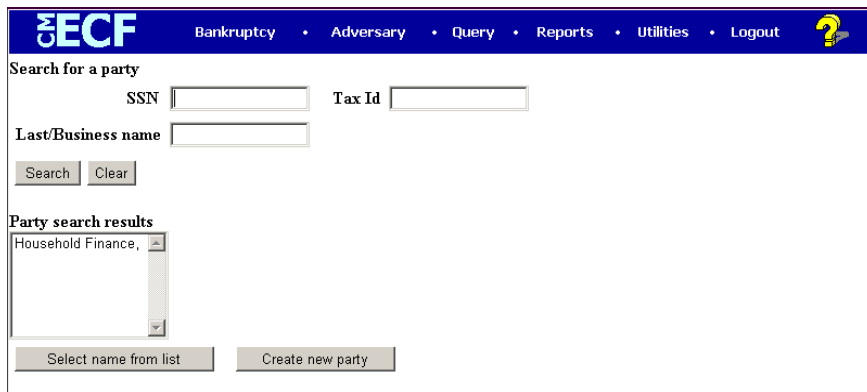 CM ECF Bankruptcy • Adversary • Query • Reports • Utilities • Logout ?
Search for a party
SSN Tax Id
Last/Business name
Search Clear
Party search results
Household Finance,
Select name from list Create new party